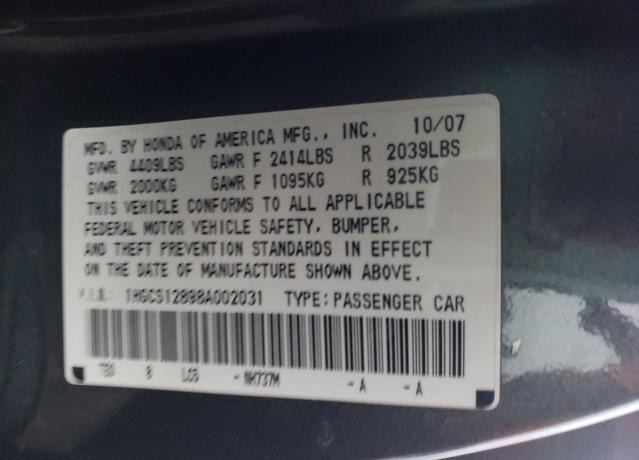 MFD. BY HONDA OF AMERICA MFG., INC. 10/07
GVWR 4409LBS GAWR F 2414LBS R 2039LBS
GVWR 2000KG GAWR F 1095KG R 925KG
THIS VEHICLE CONFORMS TO ALL APPLICABLE
FEDERAL MOTOR VEHICLE SAFETY, BUMPER,
AND THEFT PREVENTION STANDARDS IN EFFECT
ON THE DATE OF MANUFACTURE SHOWN ABOVE.
V.I.N.: 1HGCS12898A002031 TYPE: PASSENGER CAR
- NH737M - A - A